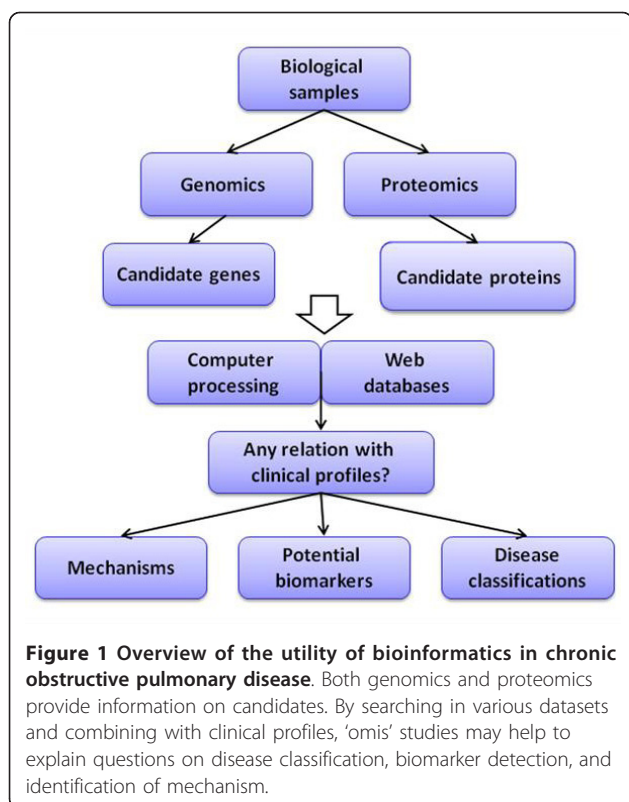 Biological
samples
Genomics
Proteomics
Candidate genes
Candidate proteins
Computer
processing
Web
databases
Any relation with
clinical profiles?
Mechanisms
Potential
biomarkers
Disease
classifications
Figure 1 Overview of the utility of bioinformatics in chronic
obstructive pulmonary disease. Both genomics and proteomics
provide information on candidates. By searching in various datasets
and combining with clinical profiles, ‘omis’ studies may help to
explain questions on disease classification, biomarker detection, and
identification of mechanism.